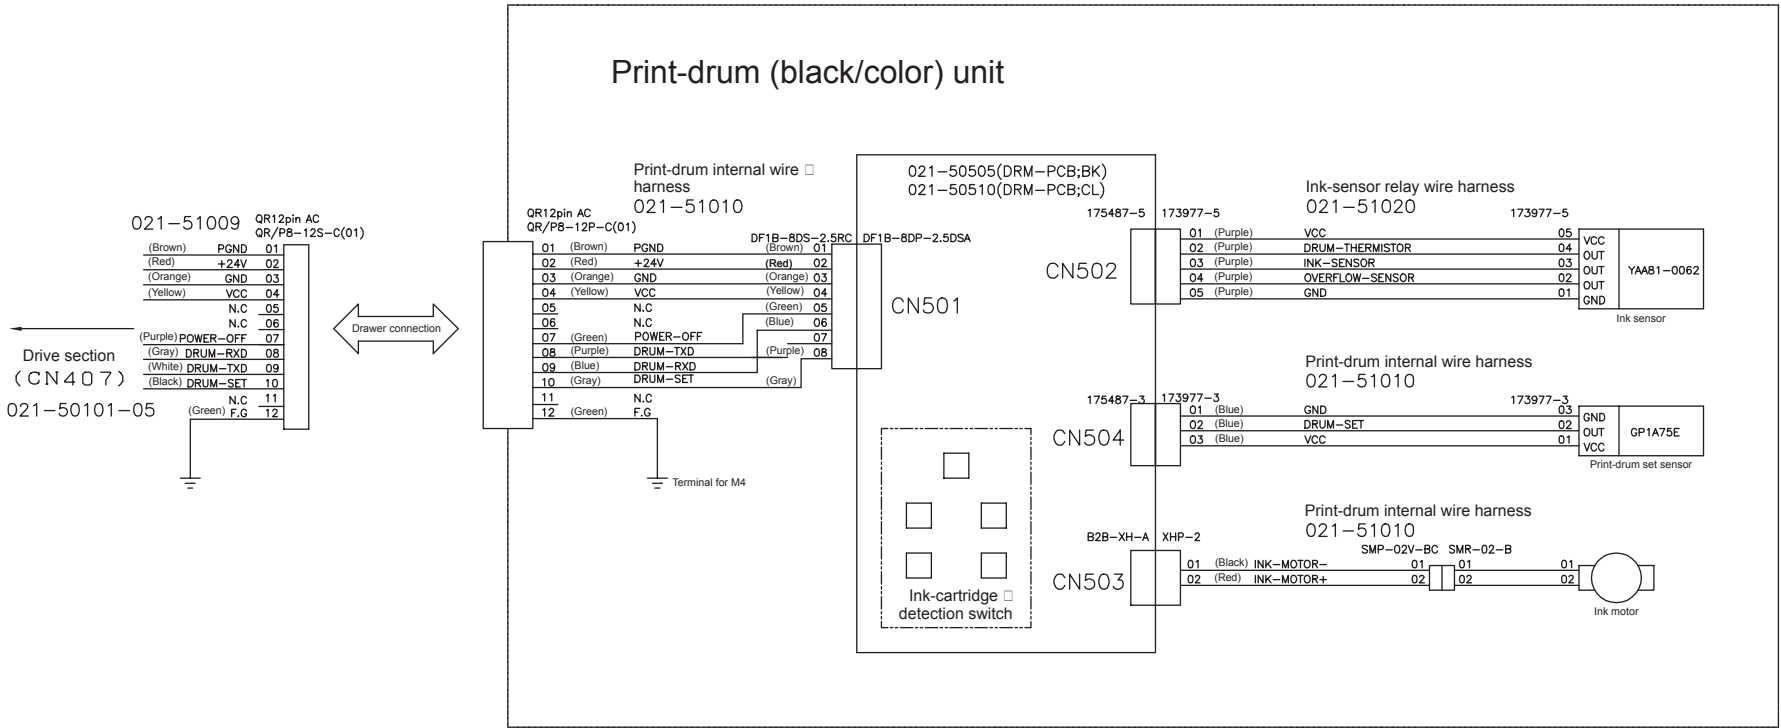 Print-drum (black/color) unit
021-51009
QR12pin AC
QR/P8-12S-C(01)
(Brown) PGND 01
(Red) +24V 02
(Orange) GND 03
(Yellow) VCC 04
N.C 05
N.C 06
(Purple) POWER-OFF 07
(Gray) DRUM-RXD 08
(White) DRUM-TXD 09
(Black) DRUM-SET 10
N.C 11
(Green) F.G 12
Drive section
(CN407)
021-50101-05
Drawer connection
Print-drum internal wire □
harness
021-51010
QR12pin AC
QR/P8-12P-C(01)
DF1B-8DS-2.5RC DF1B-8DP-2.5DSA
01 (Brown) PGND (Brown) 01
02 (Red) +24V (Red) 02
03 (Orange) GND (Orange) 03
04 (Yellow) VCC (Yellow) 04
05 N.C (Green) 05
06 N.C (Blue) 06
07 (Green) POWER-OFF 07
08 (Purple) DRUM-TXD (Purple) 08
09 (Blue) DRUM-RXD
10 (Gray) DRUM-SET (Gray)
11 N.C
12 (Green) F.G
Terminal for M4
CN501
021-50505(DRM-PCB;BK)
021-50510(DRM-PCB;CL)
Ink-cartridge □
detection switch
Ink-sensor relay wire harness
021-51020
175487-5 173977-5 173977-5
CN502
01 (Purple) VCC 05 VCC
02 (Purple) DRUM-THERMISTOR 04 OUT
03 (Purple) INK-SENSOR 03 OUT
04 (Purple) OVERFLOW-SENSOR 02 OUT
05 (Purple) GND 01 GND
YAA81-0062
Ink sensor
Print-drum internal wire harness
021-51010
175487-3 173977-3 173977-3
CN504
01 (Blue) GND 03 GND
02 (Blue) DRUM-SET 02 OUT
03 (Blue) VCC 01 VCC
GP1A75E
Print-drum set sensor
Print-drum internal wire harness
021-51010
B2B-XH-A XHP-2 SMP-02V-BC SMR-02-B
CN503
01 (Black) INK-MOTOR- 01 01 01
02 (Red) INK-MOTOR+ 02 02 02
Ink motor